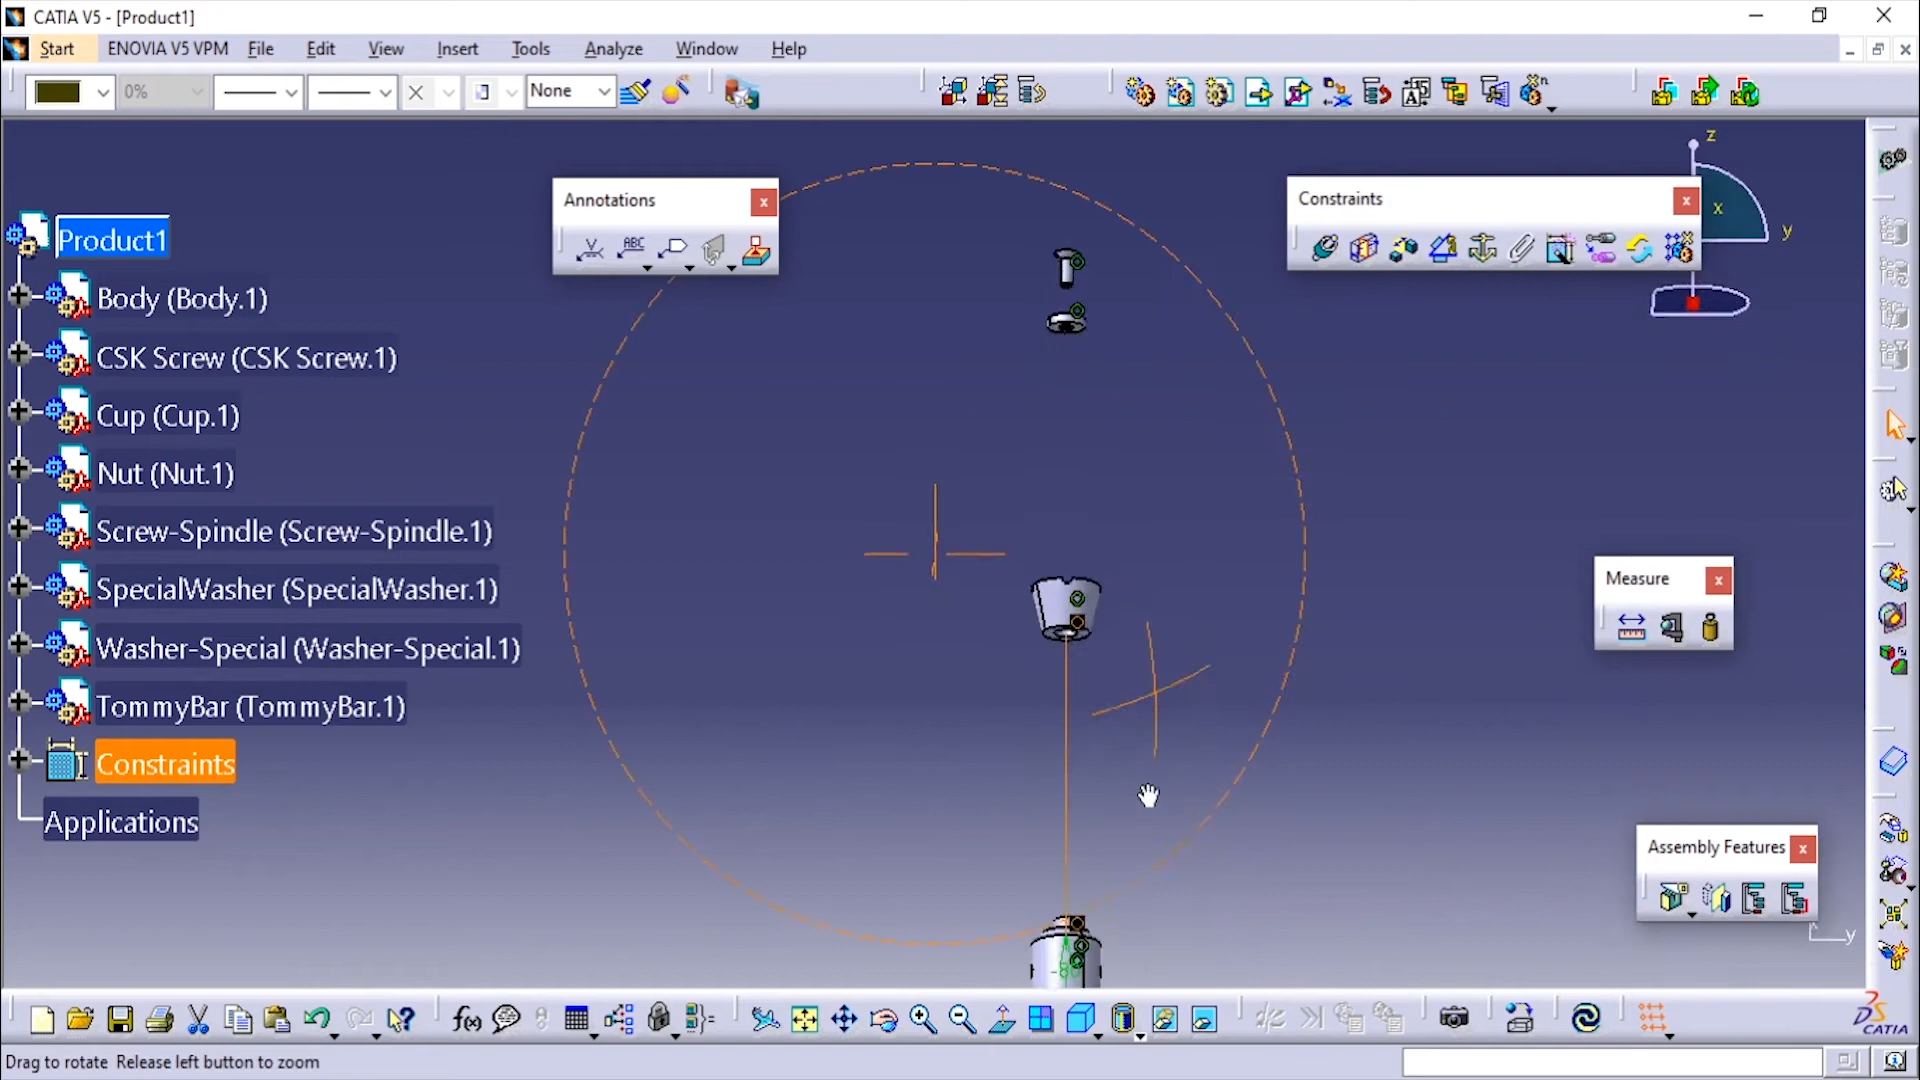 CATIA V5 - [Product1]
Start ENOVIA V5 VPM File Edit View Insert Tools Analyze Window Help
0% None
z
x
y
Annotations
ABC
Constraints
Product1
Body (Body.1)
CSK Screw (CSK Screw.1)
Cup (Cup.1)
Nut (Nut.1)
Screw-Spindle (Screw-Spindle.1)
SpecialWasher (SpecialWasher.1)
Washer-Special (Washer-Special.1)
TommyBar (TommyBar.1)
Constraints
Applications
Measure
Assembly Features
y
f(x)
CATIA
Drag to rotate Release left button to zoom